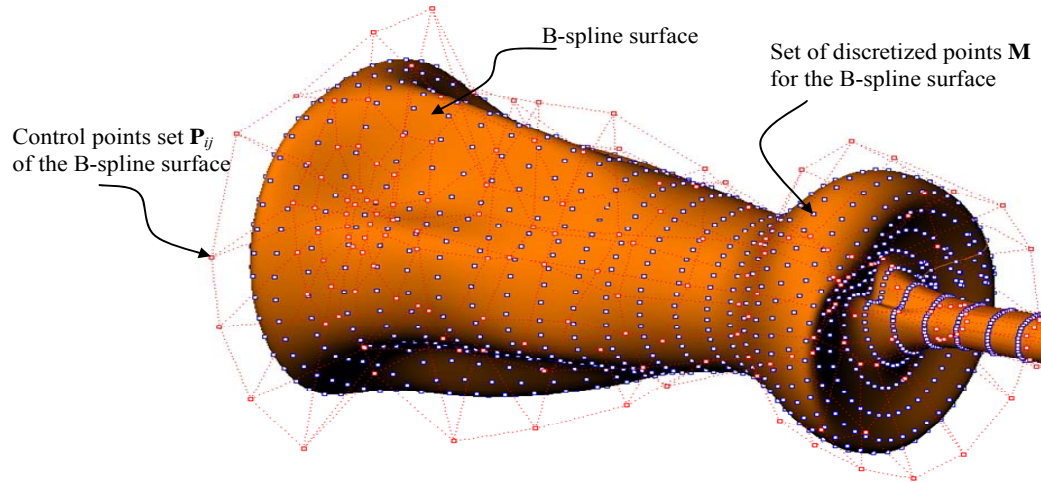 B-spline surface
Set of discretized points M
for the B-spline surface
Control points set Pij
of the B-spline surface